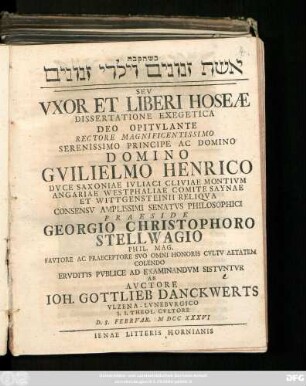 אשת זנונים וילדי זנונים
SEV
VXOR ET LIBERI HOSEÆ
DISSERTATIONE EXEGETICA
DEO OPITVLANTE
RECTORE MAGNIFICENTISSIMO
SERENISSIMO PRINCIPE AC DOMINO
DOMINO
GVILIELMO HENRICO
DVCE SAXONIAE IVLIACI CLIVIAE MONTIVM
ANGARIAE WESTPHALIAE COMITE SAYNAE
ET WITTGENSTEINII RELIQVA
CONSENSV AMPLISSIMI SENATVS PHILOSOPHICI
PRAESIDE
GEORGIO CHRISTOPHORO
STELLWAGIO
PHIL. MAG.
FAVTORE AC PRAECEPTORE SVO OMNI HONORIS CVLTV AETATEM
COLENDO
ERVDITIS PVBLICE AD EXAMINANDVM SISTVNTVR
AB
AVCTORE
IOH. GOTTLIEB DANCKWERTS
VLZENA-LVNEBVRGICO
S. S. THEOL. CVLTORE
D. I. FEBRVAR. M DCC XXXVI
IENAE LITTERIS HORNIANIS